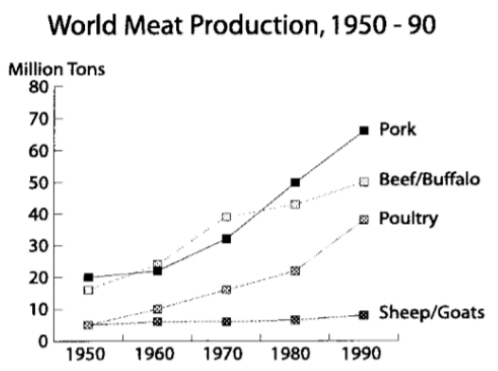 World Meat Production, 1950 - 90
Million Tons
80
70
60
50
40
30
20
10
0
Pork
Beef/Buffalo
Poultry
Sheep/Goats
1950 1960 1970 1980 1990